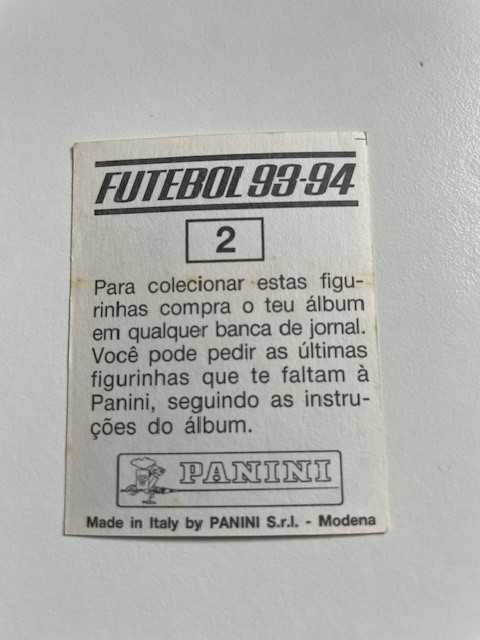 FUTEBOL 93-94
2
Para colecionar estas figu-
rinhas compra o teu álbum
em qualquer banca de jornal.
Você pode pedir as últimas
figurinhas que te faltam à
Panini, seguindo as instru-
ções do álbum.
PANINI
Made in Italy by PANINI S.r.l. - Modena